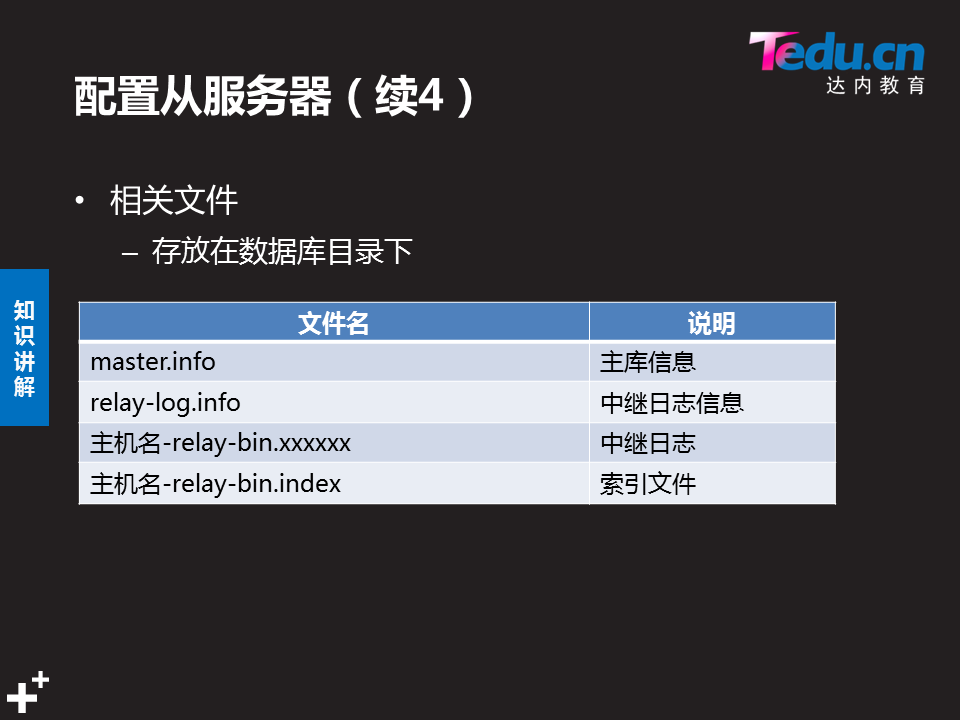 Tedu.cn
达内教育
配置从服务器（续4）
• 相关文件
– 存放在数据库目录下
知识讲解
文件名 说明
master.info 主库信息
relay-log.info 中继日志信息
主机名-relay-bin.xxxxxx 中继日志
主机名-relay-bin.index 索引文件